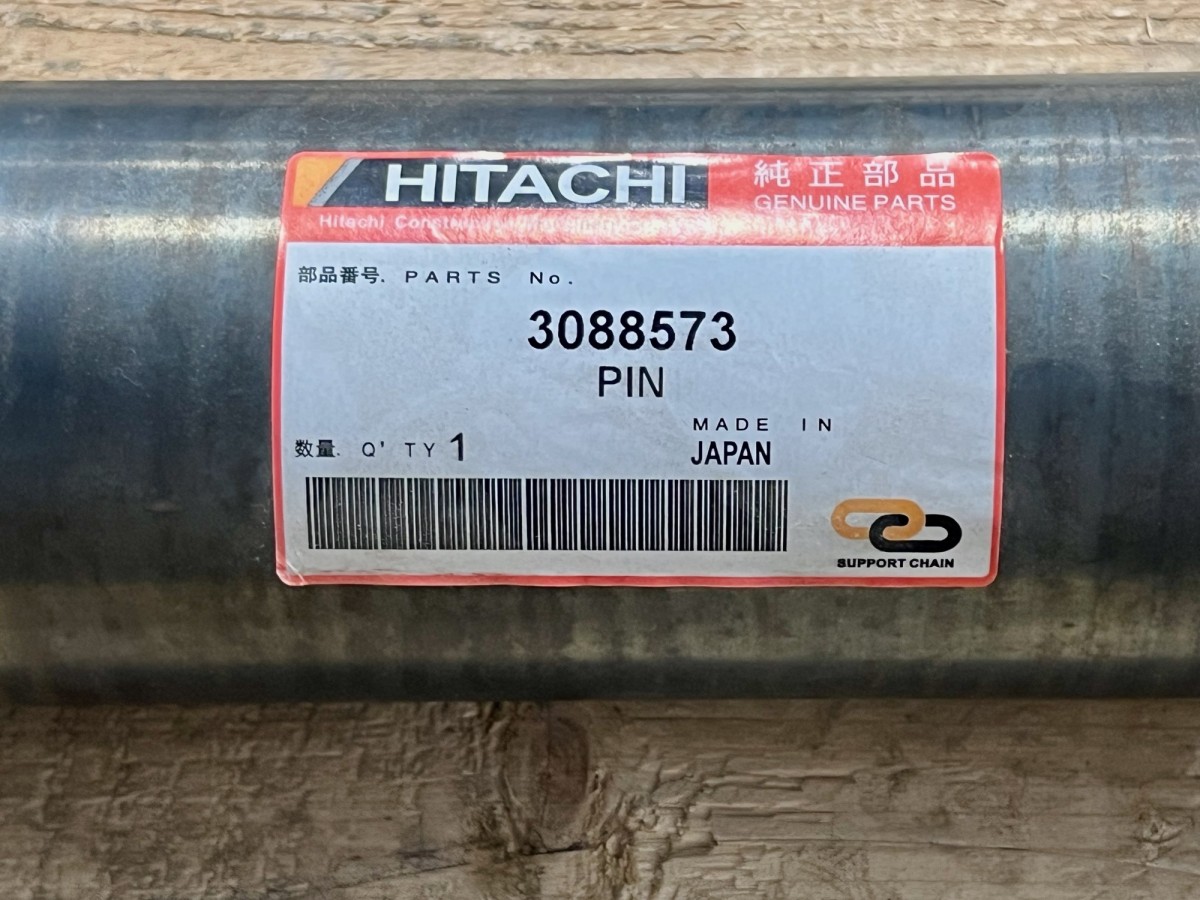 HITACHI
純正部品
GENUINE PARTS
Hitachi
部品番号. PARTS No.
3088573
PIN
MADE IN
数量. Q'TY 1
JAPAN
SUPPORT CHAIN